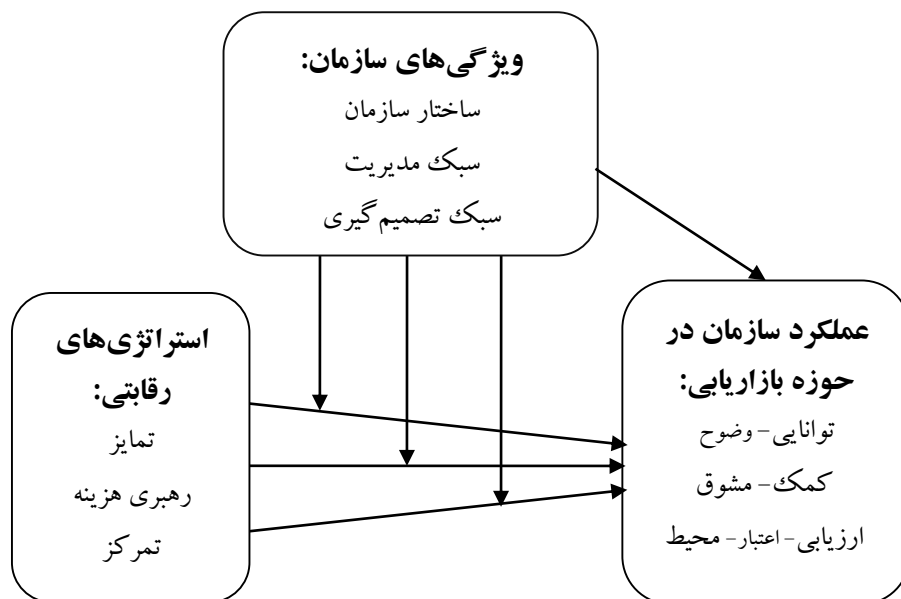 ویژگی‌های سازمان:
ساختار سازمان
سبک مدیریت
سبک تصمیم‌گیری
عملکرد سازمان در
حوزه بازاریابی:
توانایی- وضوح
کمک- مشوق
ارزیابی- اعتبار- محیط
استراتژی‌های
رقابتی:
تمایز
رهبری هزینه
تمرکز